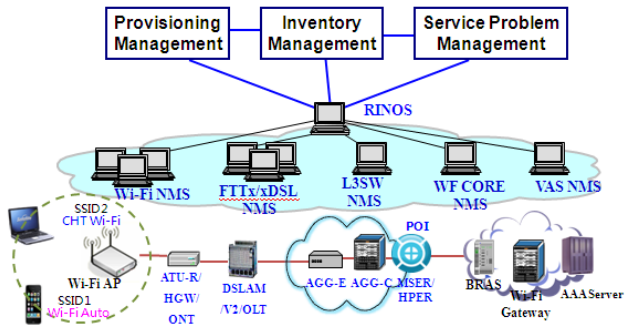 Provisioning
Management
Inventory
Management
Service Problem
Management
RINOS
Wi-Fi NMS
FTTx/xDSL
NMS
L3SW
NMS
WF CORE
NMS
VAS NMS
SSID2
CHT Wi-Fi
Wi-Fi AP
SSID1
Wi-Fi Auto
ATU-R/
HGW/
ONT
DSLAM
/V2/OLT
AGG-E
AGG-C
POI
MSER/
HPER
BRAS
Wi-Fi
Gateway
AAA Server